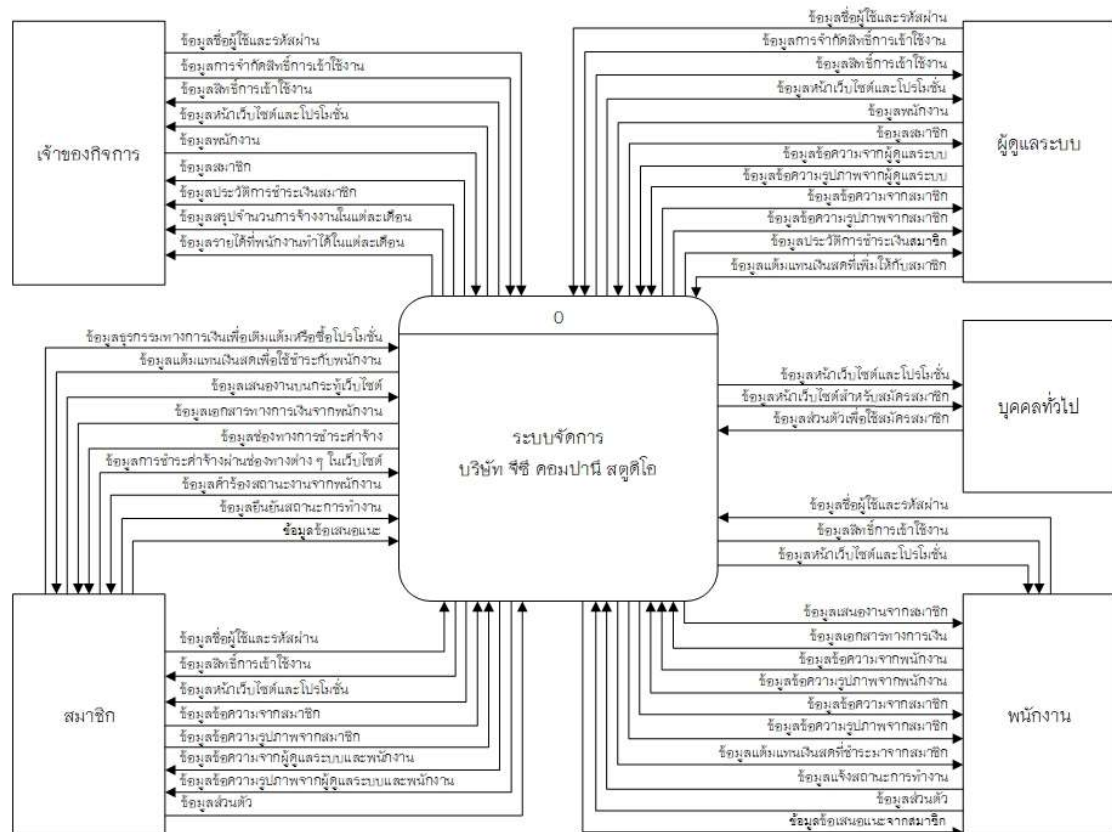 เจ้าของกิจการ
ข้อมูลชื่อผู้ใช้และรหัสผ่าน
ข้อมูลการจำกัดสิทธิ์การเข้าใช้งาน
ข้อมูลสิทธิ์การเข้าใช้งาน
ข้อมูลหน้าเว็บไซต์และโปรโมชั่น
ข้อมูลพนักงาน
ข้อมูลสมาชิก
ข้อมูลประวัติการชำระเงินสมาชิก
ข้อมูลสรุปจำนวนการจ้างงานในแต่ละเดือน
ข้อมูลรายได้ที่พนักงานทำได้ในแต่ละเดือน
ข้อมูลชื่อผู้ใช้และรหัสผ่าน
ข้อมูลการจำกัดสิทธิการเข้าใช้งาน
ข้อมูลสิทธิ์การเข้าใช้งาน
ข้อมูลหน้าเว็บไซต์และโปรโมชั่น
ข้อมูลพนักงาน
ข้อมูลสมาชิก
ข้อมูลข้อความจากผู้ดูแลระบบ
ข้อมูลข้อความรูปภาพจากผู้ดูแลระบบ
ข้อมูลข้อความจากสมาชิก
ข้อมูลข้อความรูปภาพจากสมาชิก
ข้อมูลประวัติการชำระเงินสมาชิก
ข้อมูลแต้มแทนเงินสดที่เพิ่มให้กับสมาชิก
ผู้ดูแลระบบ
0
ระบบจัดการ
บริษัท จีซี คอมปานี สตูดิโอ
ข้อมูลธุรกรรมทางการเงินเพื่อเติมแต้มหรือซื้อโปรโมชั่น
ข้อมูลแต้มแทนเงินสดเพื่อใช้ชำระกับพนักงาน
ข้อมูลเสนองานบนกระทู้เว็บไซต์
ข้อมูลเอกสารทางการเงินจากพนักงาน
ข้อมูลช่องทางการชำระค่าจ้าง
ข้อมูลการชำระค่าจ้างผ่านช่องทางต่าง ๆ ในเว็บไซต์
ข้อมูลคำร้องสถานะงานจากพนักงาน
ข้อมูลยืนยันสถานะการทำงาน
ข้อมูลข้อเสนอแนะ
ข้อมูลหน้าเว็บไซต์และโปรโมชั่น
ข้อมูลหน้าเว็บไซต์สำหรับสมัครสมาชิก
ข้อมูลส่วนตัวเพื่อใช้สมัครสมาชิก
บุคคลทั่วไป
ข้อมูลชื่อผู้ใช้และรหัสผ่าน
ข้อมูลสิทธิ์การเข้าใช้งาน
ข้อมูลหน้าเว็บไซต์และโปรโมชั่น
สมาชิก
ข้อมูลชื่อผู้ใช้และรหัสผ่าน
ข้อมูลสิทธิ์การเข้าใช้งาน
ข้อมูลหน้าเว็บไซต์และโปรโมชั่น
ข้อมูลข้อความจากสมาชิก
ข้อมูลข้อความรูปภาพจากสมาชิก
ข้อมูลข้อความจากผู้ดูแลระบบและพนักงาน
ข้อมูลข้อความรูปภาพจากผู้ดูแลระบบและพนักงาน
ข้อมูลส่วนตัว
ข้อมูลเสนองานจากสมาชิก
ข้อมูลเอกสารทางการเงิน
ข้อมูลข้อความจากพนักงาน
ข้อมูลข้อความรูปภาพจากพนักงาน
ข้อมูลข้อความจากสมาชิก
ข้อมูลข้อความรูปภาพจากสมาชิก
ข้อมูลแต้มแทนเงินสดที่ชำระมาจากสมาชิก
ข้อมูลแจ้งสถานะการทำงาน
ข้อมูลส่วนตัว
ข้อมูลข้อเสนอแนะจากสมาชิก
พนักงาน